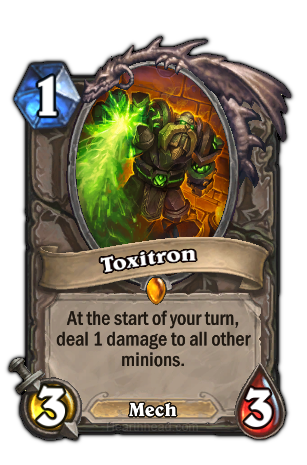 1
Toxitron
At the start of your turn,
deal 1 damage to all other
minions.
3
Mech
3